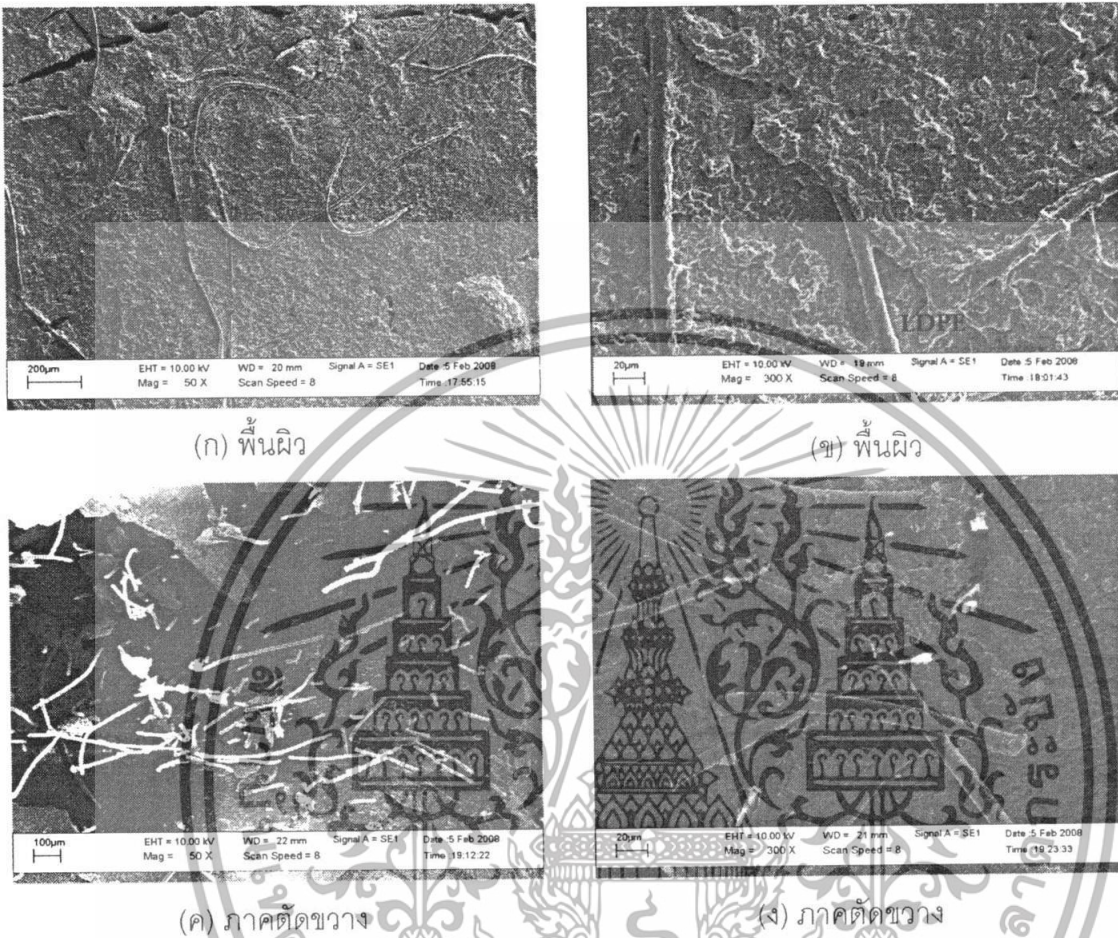 LDPE
200µm
EHT = 10.00 kV WD = 20 mm Signal A = SE1 Date :5 Feb 2008
Mag = 50 X Scan Speed = 8 Time :17:55:15
20µm
EHT = 10.00 kV WD = 19 mm Signal A = SE1 Date :5 Feb 2008
Mag = 300 X Scan Speed = 8 Time :18:01:43
(ก) พื้นผิว
(ข) พื้นผิว
100µm
EHT = 10.00 kV WD = 22 mm Signal A = SE1 Date :5 Feb 2008
Mag = 50 X Scan Speed = 8 Time :19:12:22
20µm
EHT = 10.00 kV WD = 21 mm Signal A = SE1 Date :5 Feb 2008
Mag = 300 X Scan Speed = 8 Time :19:23:33
(ค) ภาคตัดขวาง
(ง) ภาคตัดขวาง